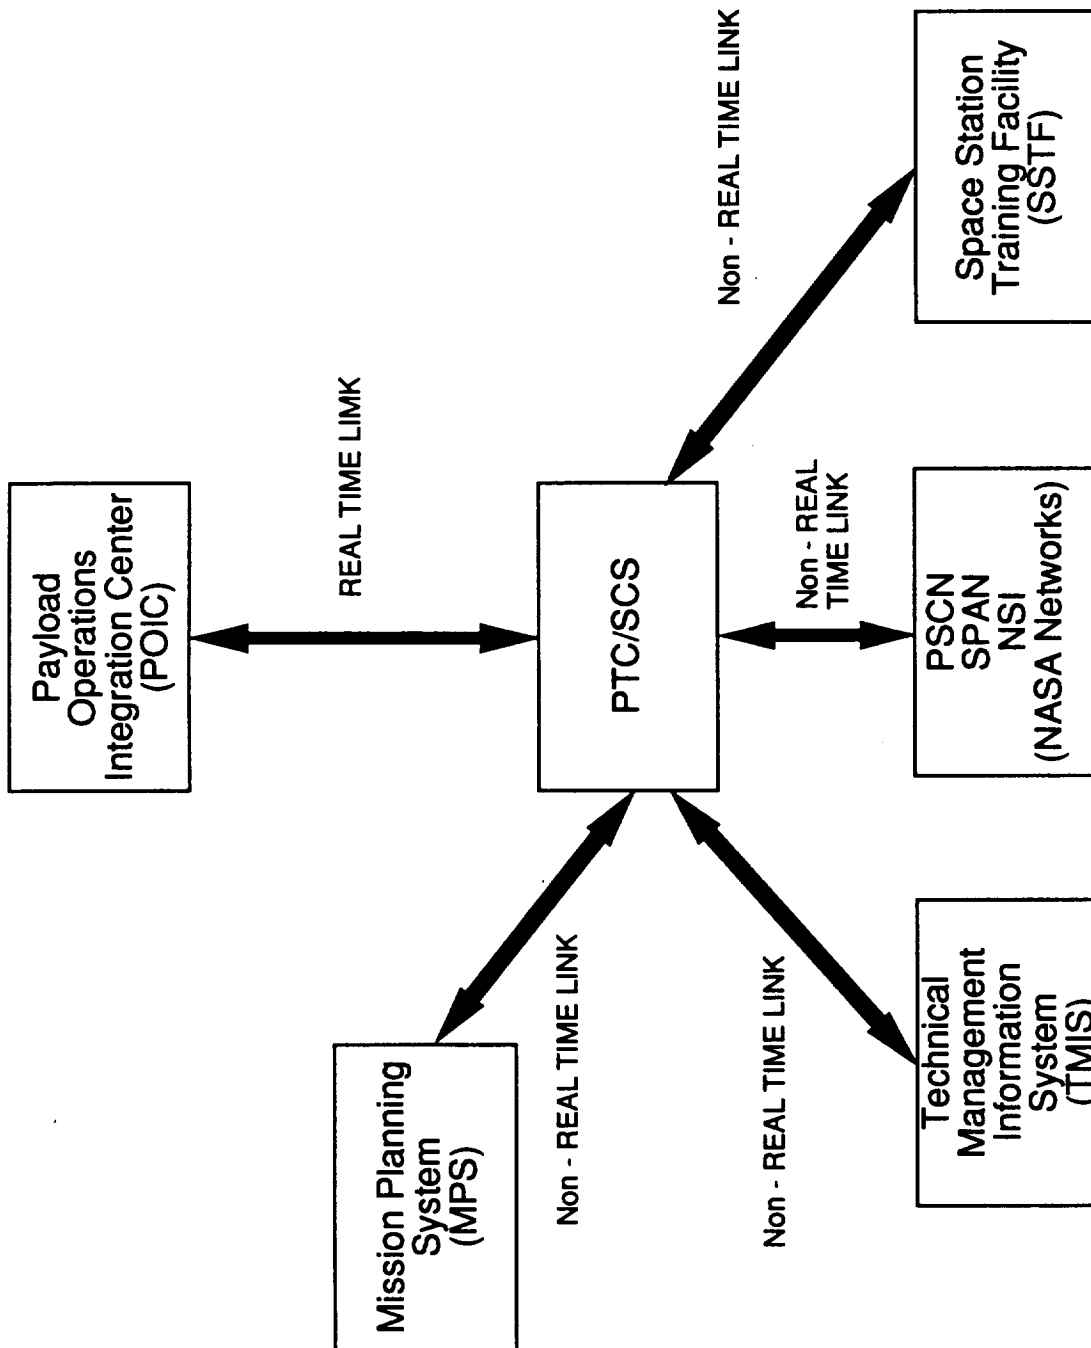 Payload
Operations
Integration Center
(POIC)
REAL TIME LIMK
Mission Planning
System
(MPS)
Non - REAL TIME LINK
PTC/SCS
Non - REAL TIME LINK
Non - REAL TIME LINK
Non - REAL
TIME LINK
Technical
Management
Information
System
(TMIS)
PSCN
SPAN
NSI
(NASA Networks)
Space Station
Training Facility
(SSTF)